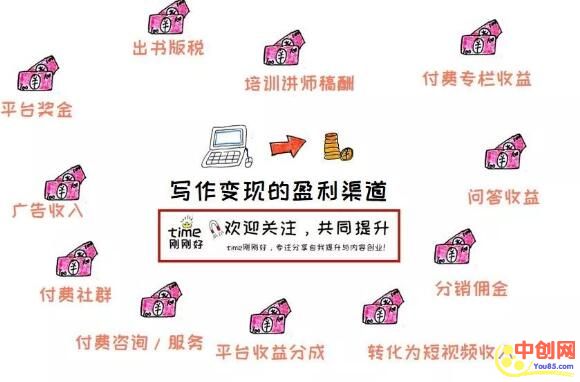 出书版税
培训讲师稿酬
付费专栏收益
平台奖金
写作变现的盈利渠道
问答收益
广告收入
time
刚刚好
欢迎关注，共同提升
time刚刚好，专注分享自我提升与内容创业!
付费社群
分销佣金
付费咨询 / 服务
平台收益分成
转化为短视频收入
中创网
You85.com